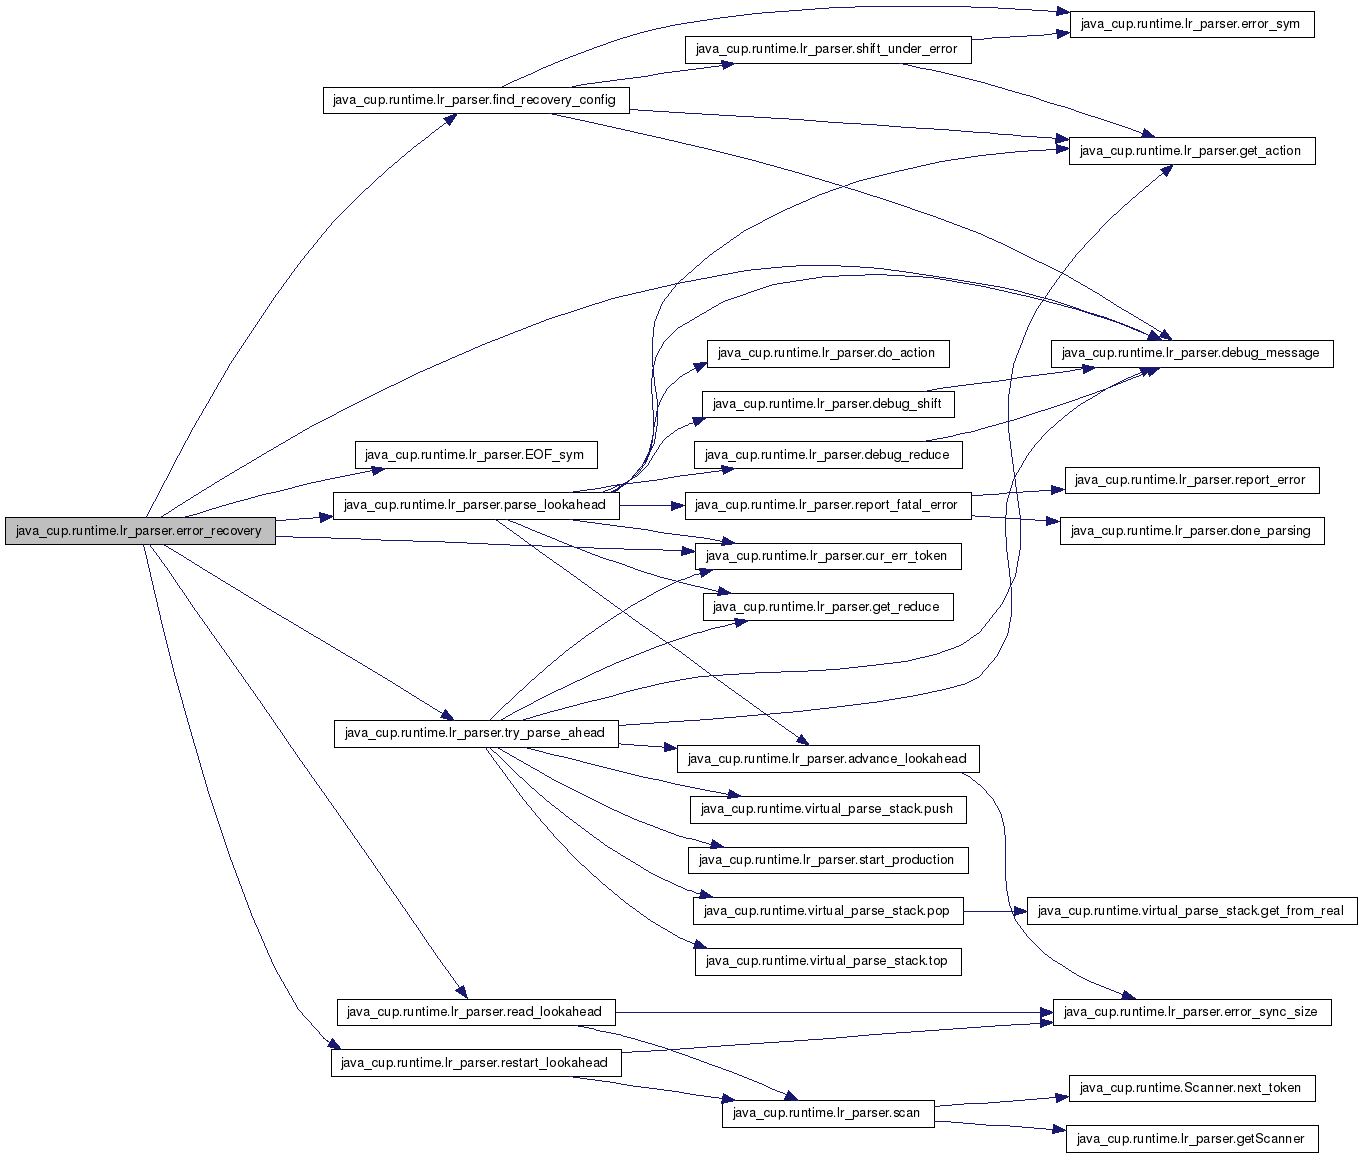 java_cup.runtime.lr_parser.error_sym
java_cup.runtime.lr_parser.shift_under_error
java_cup.runtime.lr_parser.find_recovery_config
java_cup.runtime.lr_parser.get_action
java_cup.runtime.lr_parser.do_action
java_cup.runtime.lr_parser.debug_message
java_cup.runtime.lr_parser.debug_shift
java_cup.runtime.lr_parser.EOF_sym
java_cup.runtime.lr_parser.debug_reduce
java_cup.runtime.lr_parser.report_error
java_cup.runtime.lr_parser.parse_lookahead
java_cup.runtime.lr_parser.report_fatal_error
java_cup.runtime.lr_parser.error_recovery
java_cup.runtime.lr_parser.done_parsing
java_cup.runtime.lr_parser.cur_err_token
java_cup.runtime.lr_parser.get_reduce
java_cup.runtime.lr_parser.try_parse_ahead
java_cup.runtime.lr_parser.advance_lookahead
java_cup.runtime.virtual_parse_stack.push
java_cup.runtime.lr_parser.start_production
java_cup.runtime.virtual_parse_stack.pop
java_cup.runtime.virtual_parse_stack.get_from_real
java_cup.runtime.virtual_parse_stack.top
java_cup.runtime.lr_parser.read_lookahead
java_cup.runtime.lr_parser.error_sync_size
java_cup.runtime.lr_parser.restart_lookahead
java_cup.runtime.Scanner.next_token
java_cup.runtime.lr_parser.scan
java_cup.runtime.lr_parser.getScanner